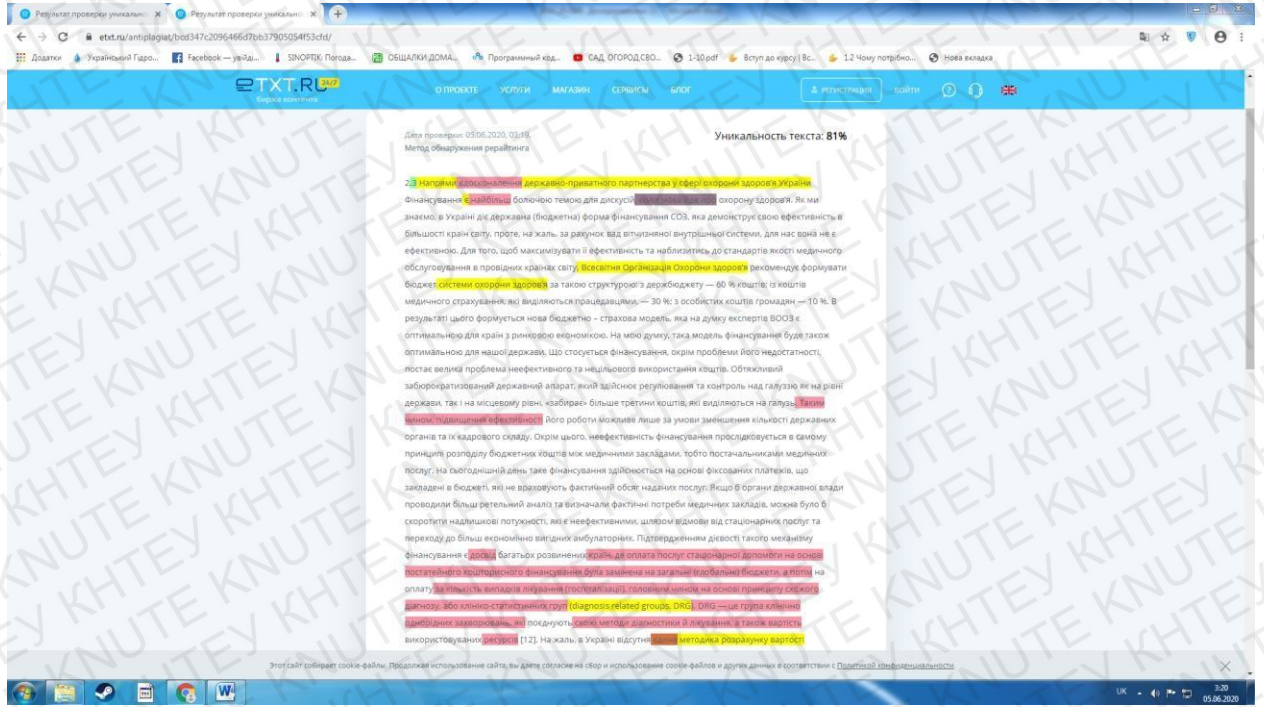 Результат проверки уникально
Результат проверки уникально
etxt.ru/antiplagiat/bcd347c2096466d7bb37905054f53cfd/
Додатки
Український Гідро...
Facebook — увійді...
SINOPTIK: Погода...
ОБЩАЛКИ ДОМА...
Программный код...
САД, ОГОРОД,СВО...
1-10.pdf
Вступ до курсу | Вс...
1.2 Чому потрібно...
Нова вкладка
eTXT.RU 24/7
биржа контента
О ПРОЕКТЕ УСЛУГИ МАГАЗИН СЕРВИСЫ БЛОГ
РЕГИСТРАЦИЯ ВОЙТИ
Дата проверки: 05.06.2020, 03:19.
Уникальность текста: 81%
Метод обнаружения рерайтинга
2.3 Напрями вдосконалення державно-приватного партнерства у сфері охорони здоров'я України
Фінансування є найбільш болючою темою для дискусій, коли мова йде про охорону здоров'я. Як ми
знаємо, в Україні діє державна (бюджетна) форма фінансування СОЗ, яка демонструє свою ефективність в
більшості країн світу, проте, на жаль, за рахунок вад вітчизняної внутрішньої системи, для нас вона не є
ефективною. Для того, щоб максимізувати її ефективність та наблизитись до стандартів якості медичного
обслуговування в провідних країнах світу, Всесвітня Організація Охорони здоров'я рекомендує формувати
бюджет системи охорони здоров'я за такою структурою: з держбюджету — 60 % коштів; із коштів
медичного страхування, які виділяються працедавцями, — 30 %; з особистих коштів громадян — 10 %. В
результаті цього формується нова бюджетно – страхова модель, яка на думку експертів ВООЗ є
оптимальною для країн з ринковою економікою. На мою думку, така модель фінансування буде також
оптимальною для нашої держави. Що стосується фінансування, окрім проблеми його недостатності,
постає велика проблема неефективного та нецільового використання коштів. Обтяжливий
забюрократизований державний апарат, який здійснює регулювання та контроль над галуззю як на рівні
держави, так і на місцевому рівні, «забирає» більше третини коштів, які виділяються на галузь. Таким
чином, підвищення ефективності його роботи можливе лише за умови зменшення кількості державних
органів та їх кадрового складу. Окрім цього, неефективність фінансування прослідковується в самому
принципі розподілу бюджетних коштів між медичними закладами, тобто постачальниками медичних
послуг. На сьогоднішній день таке фінансування здійснюється на основі фіксованих платежів, що
закладені в бюджеті, які не враховують фактичний обсяг наданих послуг. Якщо б органи державної влади
проводили більш ретельний аналіз та визначали фактичні потреби медичних закладів, можна було б
скоротити надлишкові потужності, які є неефективними, шляхом відмови від стаціонарних послуг та
переходу до більш економічно вигідних амбулаторних. Підтвердженням дієвості такого механізму
фінансування є досвід багатьох розвинених країн, де оплата послуг стаціонарної допомоги на основі
постатейного кошторисного фінансування була замінена на загальні (глобальні) бюджети, а потім на
оплату за кількість випадків лікування (госпіталізації), головним чином на основі принципу схожого
діагнозу, або клініко-статистичних груп (diagnosis related groups, DRG). DRG — це група клінічно
однорідних захворювань, які поєднують схожі методи діагностики й лікування, а також вартість
використовуваних ресурсів [12]. На жаль, в Україні відсутня єдина методика розрахунку вартості
Этот сайт собирает cookie-файлы. Продолжая использование сайта, вы даете согласие на сбор и использование cookie-файлов и других данных в соответствии с Политикой конфиденциальности.
UK
3:20
05.06.2020